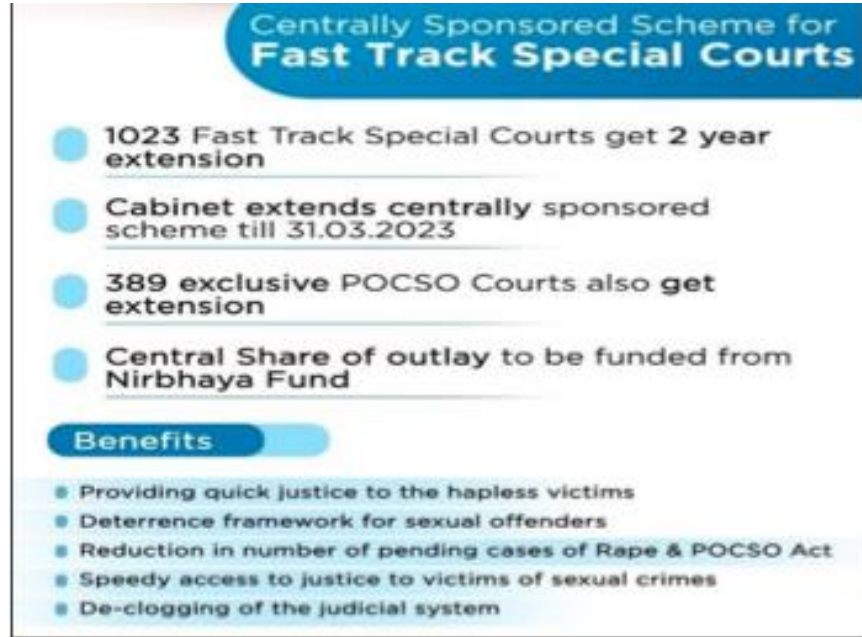 Centrally Sponsored Scheme for
Fast Track Special Courts
1023 Fast Track Special Courts get 2 year
extension
Cabinet extends centrally sponsored
scheme till 31.03.2023
389 exclusive POCSO Courts also get
extension
Central Share of outlay to be funded from
Nirbhaya Fund
Benefits
Providing quick justice to the hapless victims
Deterrence framework for sexual offenders
Reduction in number of pending cases of Rape & POCSO Act
Speedy access to justice to victims of sexual crimes
De-clogging of the judicial system